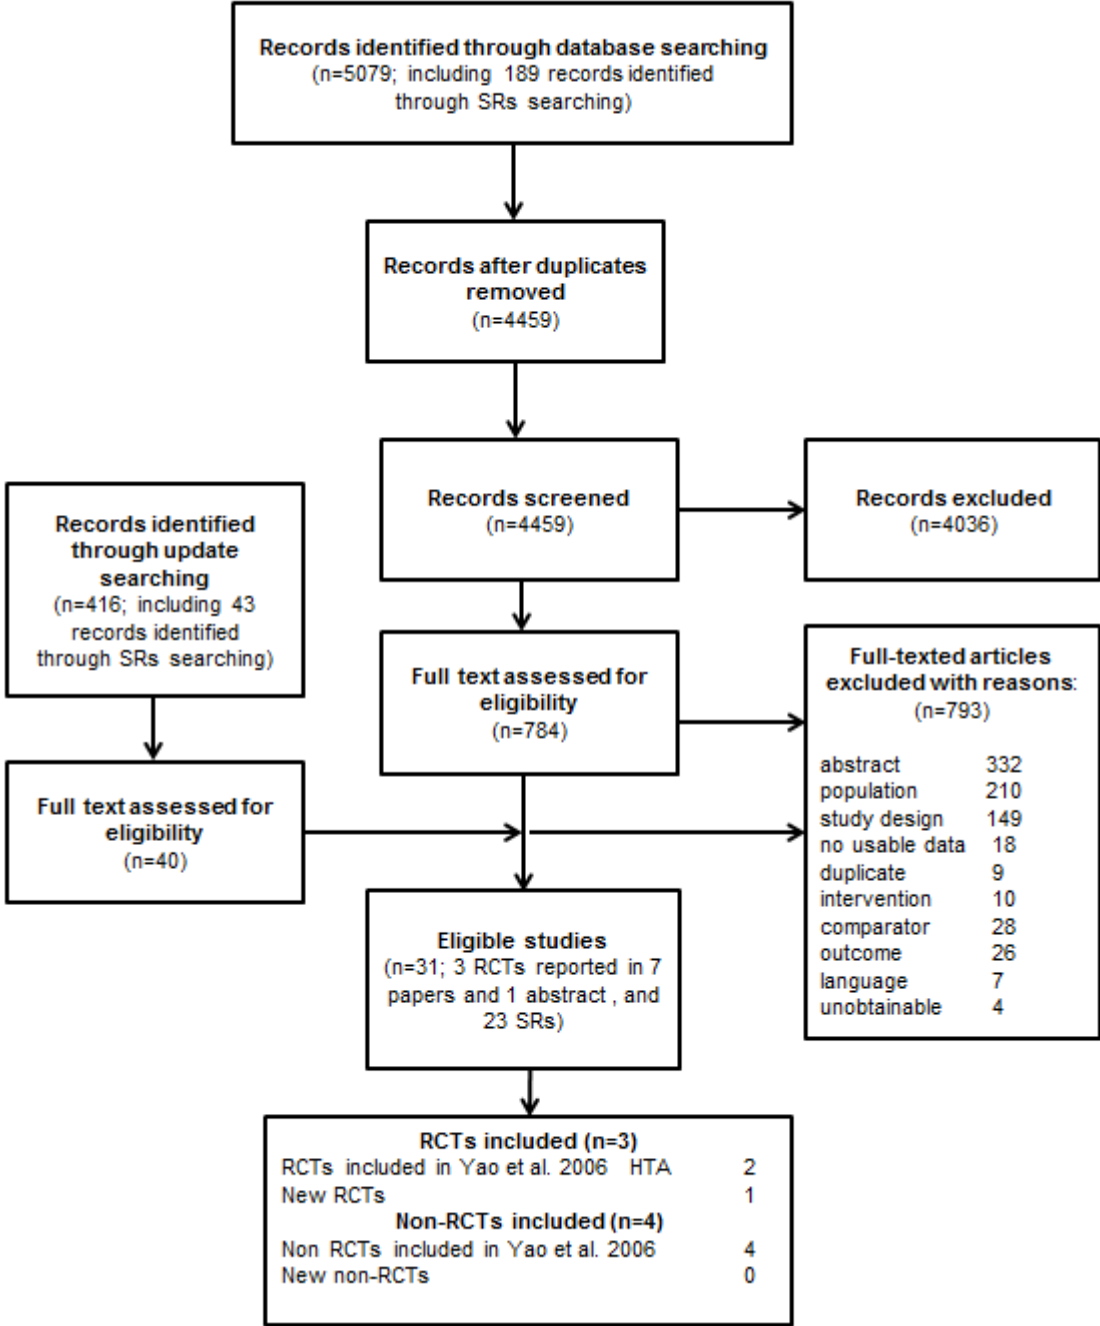 Records identified through database searching
(n=5079; including 189 records identified
through SRs searching)
Records after duplicates
removed
(n=4459)
Records screened
(n=4459)
Records excluded
(n=4036)
Records identified
through update
searching
(n=416; including 43
records identified
through SRs searching)
Full text assessed for
eligibility
(n=784)
Full-texted articles
excluded with reasons:
(n=793)
abstract 332
population 210
study design 149
no usable data 18
duplicate 9
intervention 10
comparator 28
outcome 26
language 7
unobtainable 4
Full text assessed for
eligibility
(n=40)
Eligible studies
(n=31; 3 RCTs reported in 7
papers and 1 abstract , and
23 SRs)
RCTs included (n=3)
RCTs included in Yao et al. 2006 HTA 2
New RCTs 1
Non-RCTs included (n=4)
Non RCTs included in Yao et al. 2006 4
New non-RCTs 0